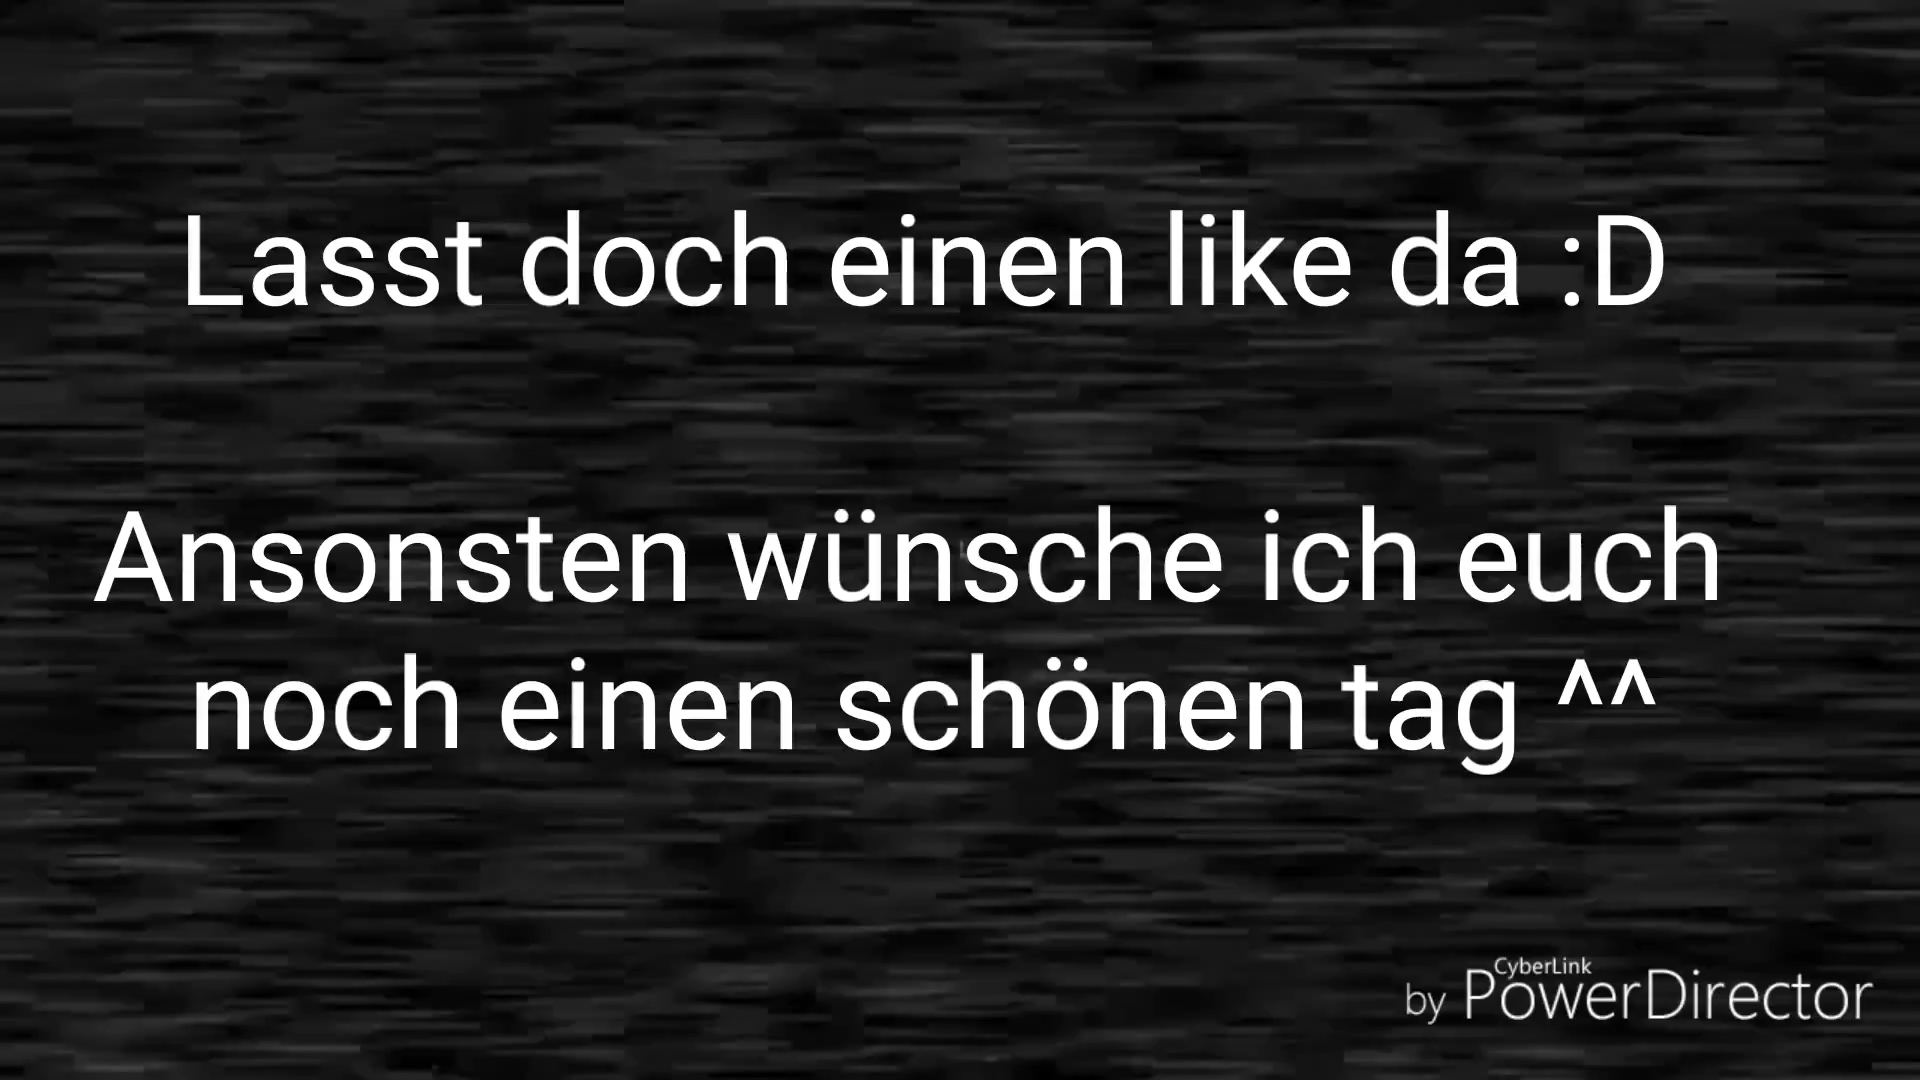 Lasst doch einen like da :D
Ansonsten wünsche ich euch
noch einen schönen tag ^^
CyberLink
by PowerDirector